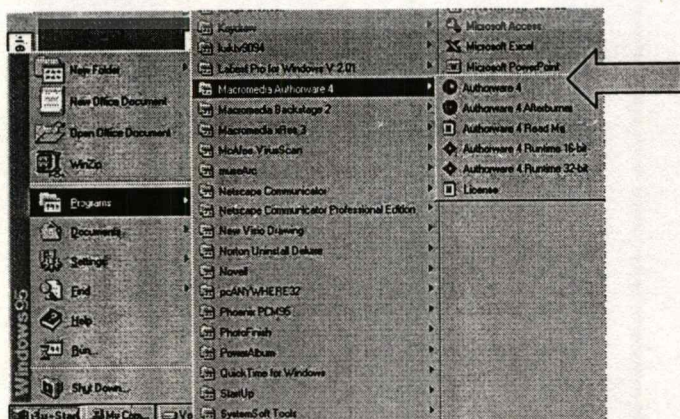 New Folder
New Office Document
Open Office Document
WinZip
Programs
Documents
Settings
Find
Help
Run...
Shut Down...
Windows95
Start
My Com...
Labtest Pro for Windows V 2.01
Macromedia Authorware 4
Macromedia Backstage 2
Macromedia xRes 3
McAfee VirusScan
museArc
Netscape Communicator
Netscape Communicator Professional Edition
New Visio Drawing
Norton Uninstall Deluxe
Novell
pcANYWHERE32
Phoenix PCM95
PhotoFinish
PowerAlbum
QuickTime for Windows
StartUp
SystemSoft Tools
Microsoft Access
Microsoft Excel
Microsoft PowerPoint
Authorware 4
Authorware 4 Afterburner
Authorware 4 Read Me
Authorware 4 Runtime 16-bit
Authorware 4 Runtime 32-bit
License